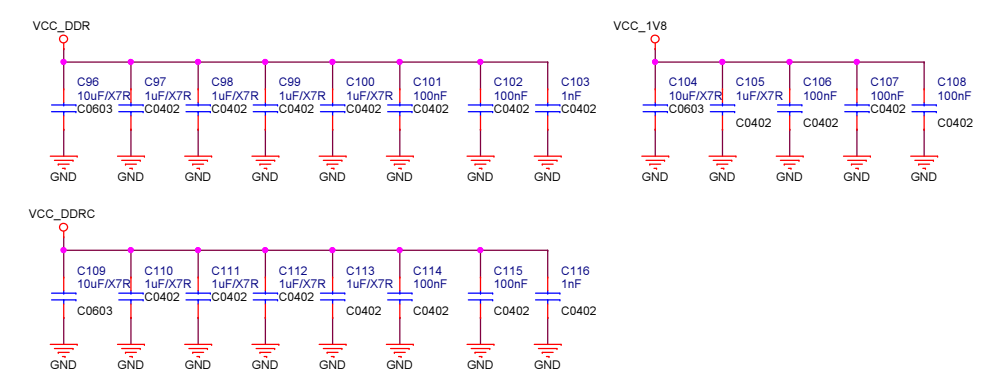 VCC_DDR
C96
10uF/X7R
C0603
GND
C97
1uF/X7R
C0402
GND
C98
1uF/X7R
C0402
GND
C99
1uF/X7R
C0402
GND
C100
1uF/X7R
C0402
GND
C101
100nF
C0402
GND
C102
100nF
C0402
GND
C103
1nF
C0402
GND
VCC_1V8
C104
10uF/X7R
C0603
GND
C105
1uF/X7R
C0402
GND
C106
100nF
C0402
GND
C107
100nF
C0402
GND
C108
100nF
C0402
GND
VCC_DDRC
C109
10uF/X7R
C0603
GND
C110
1uF/X7R
C0402
GND
C111
1uF/X7R
C0402
GND
C112
1uF/X7R
C0402
GND
C113
1uF/X7R
C0402
GND
C114
100nF
C0402
GND
C115
100nF
C0402
GND
C116
1nF
C0402
GND